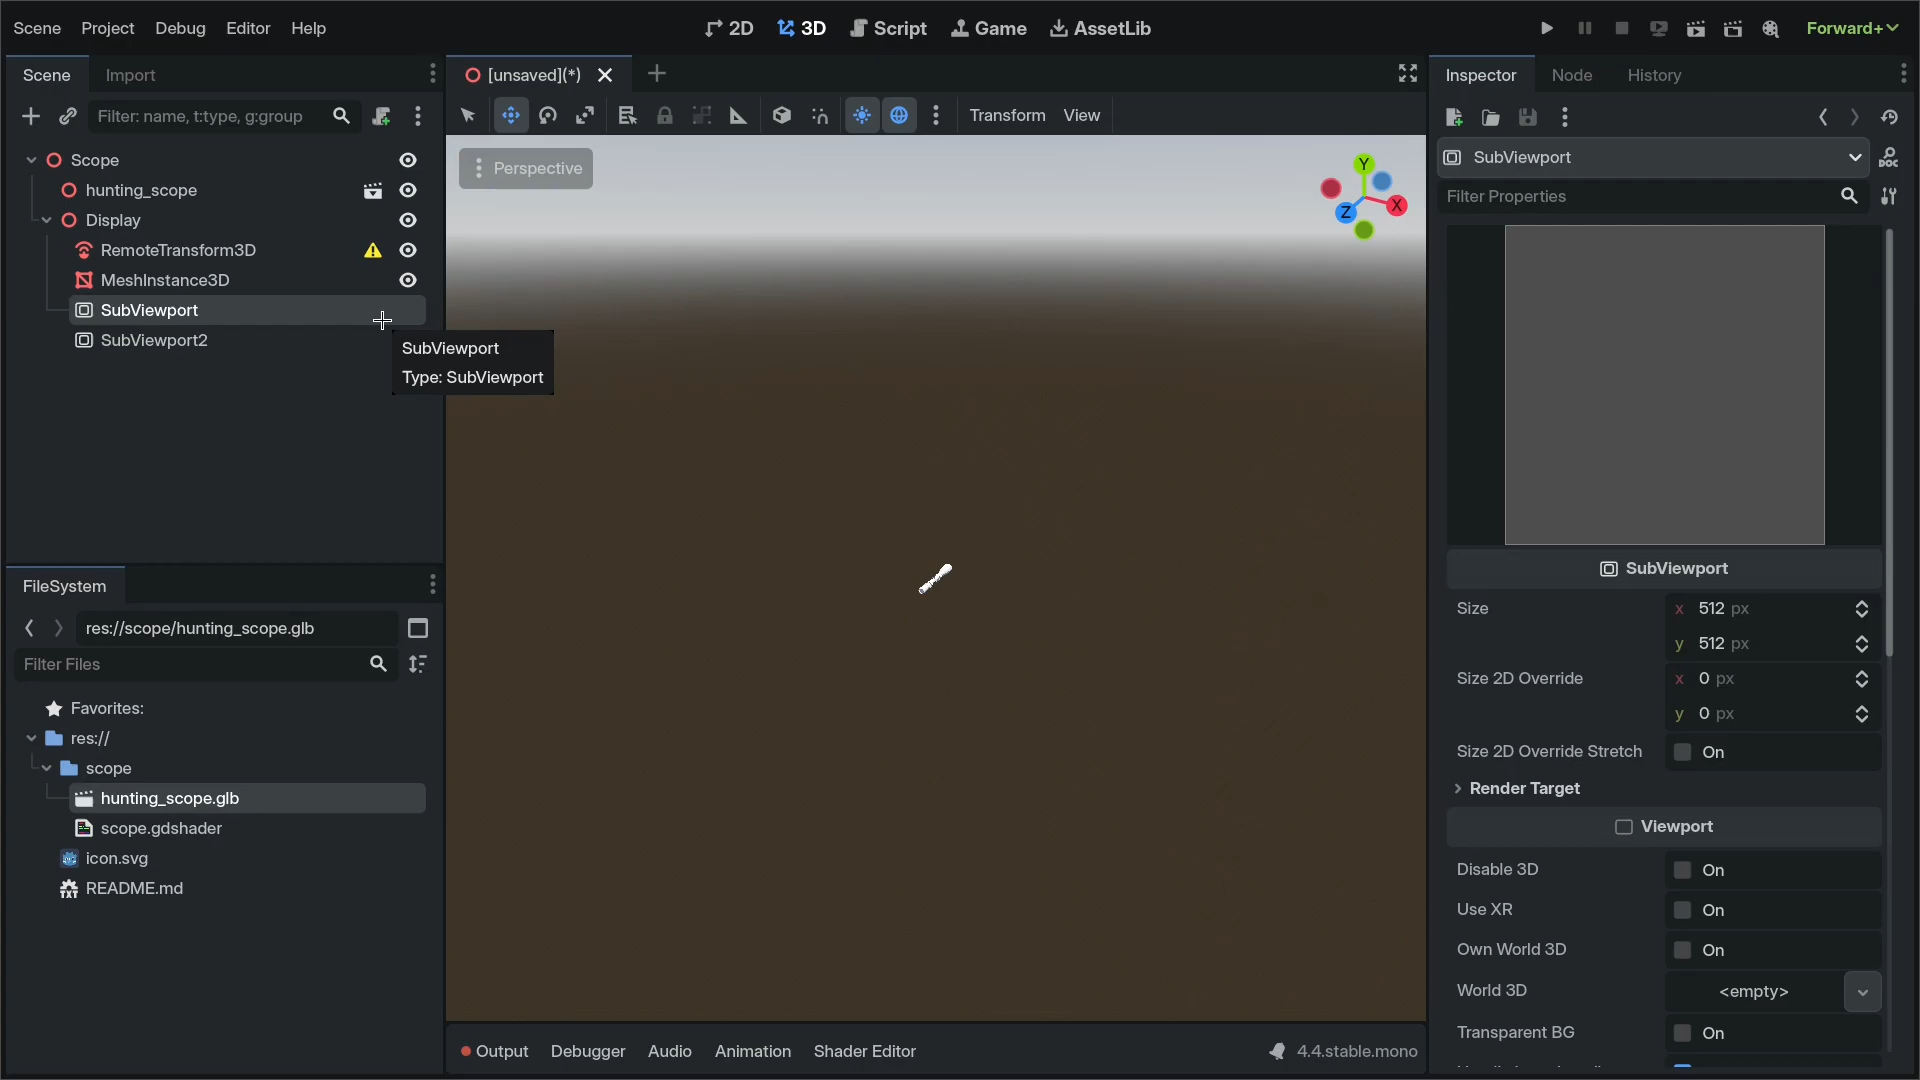 Scene Project Debug Editor Help
2D 3D Script Game AssetLib
Forward+
Scene Import
Filter: name, t:type, g:group
Scope
hunting_scope
Display
RemoteTransform3D
MeshInstance3D
SubViewport
SubViewport2
SubViewport
Type: SubViewport
FileSystem
res://scope/hunting_scope.glb
Filter Files
Favorites:
res://
scope
hunting_scope.glb
scope.gdshader
icon.svg
README.md
[unsaved](*)
Transform View
Perspective
Y
X
Z
Output Debugger Audio Animation Shader Editor
4.4.stable.mono
Inspector Node History
SubViewport
Filter Properties
SubViewport
Size x 512 px
y 512 px
Size 2D Override x 0 px
y 0 px
Size 2D Override Stretch On
Render Target
Viewport
Disable 3D On
Use XR On
Own World 3D On
World 3D <empty>
Transparent BG On